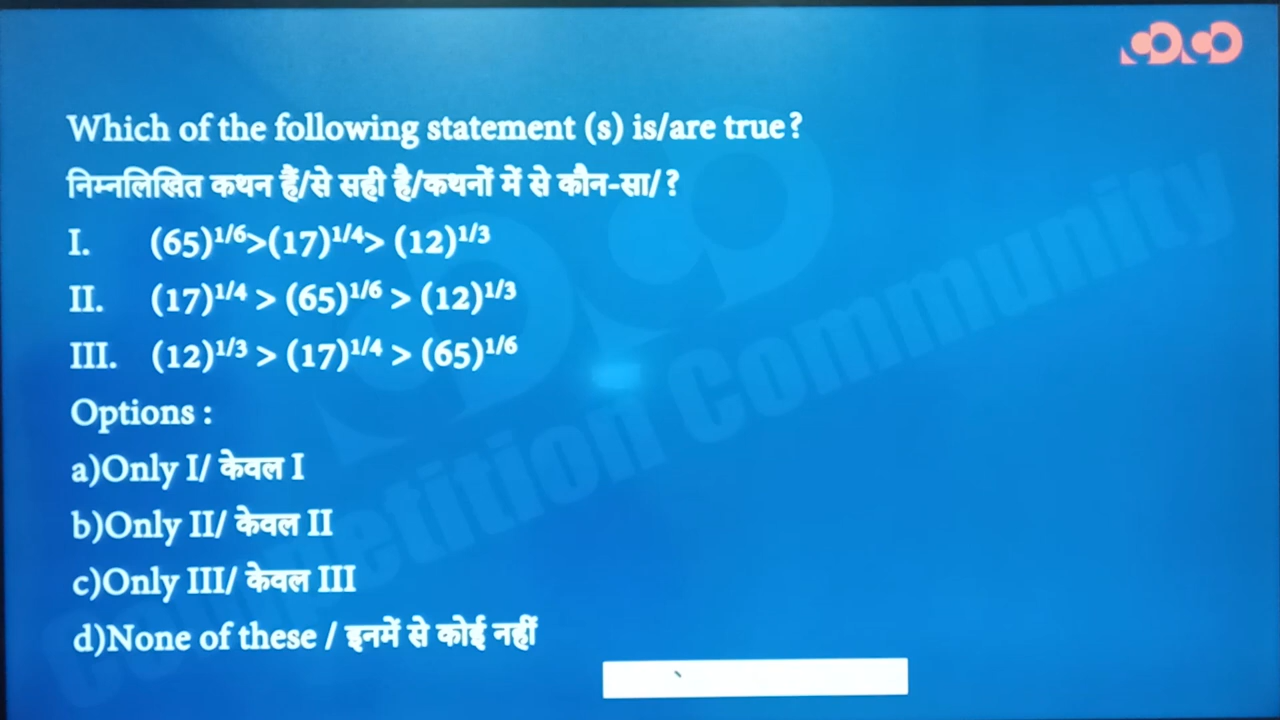 Which of the following statement (s) is/are true?
निम्नलिखित कथन हैं/से सही है/कथनों में से कौन-सा/?
I. (65)^1/6>(17)^1/4> (12)^1/3
II. (17)^1/4 > (65)^1/6 > (12)^1/3
III. (12)^1/3 > (17)^1/4 > (65)^1/6
Options :
a)Only I/ केवल I
b)Only II/ केवल II
c)Only III/ केवल III
d)None of these / इनमें से कोई नहीं
Competition Community